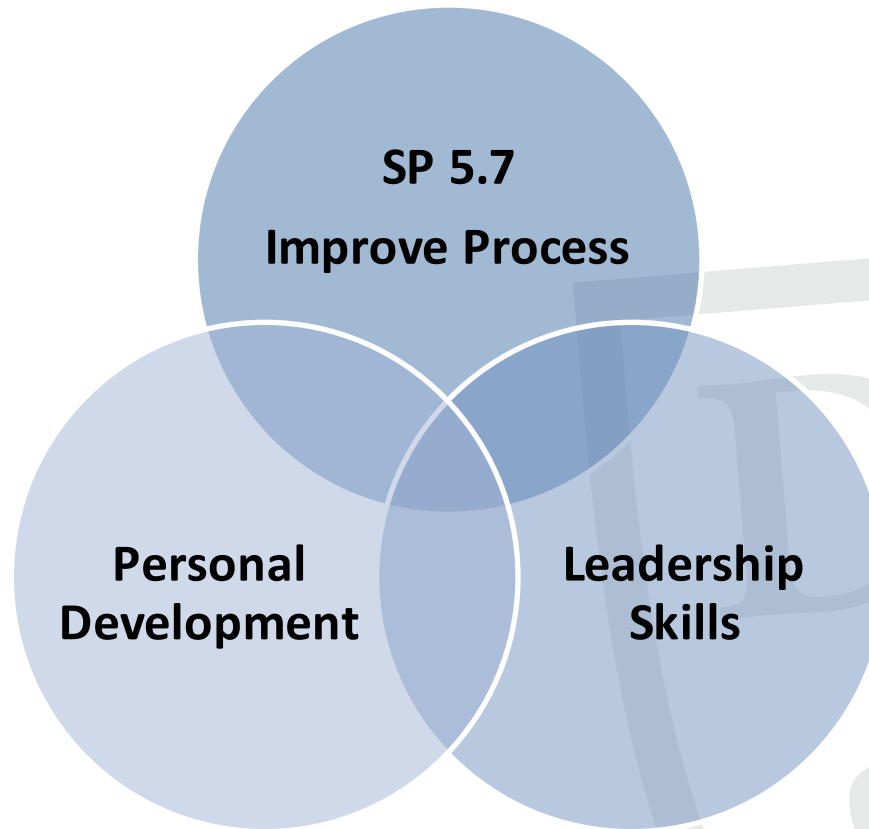 SP 5.7
Improve Process
Personal
Development
Leadership
Skills